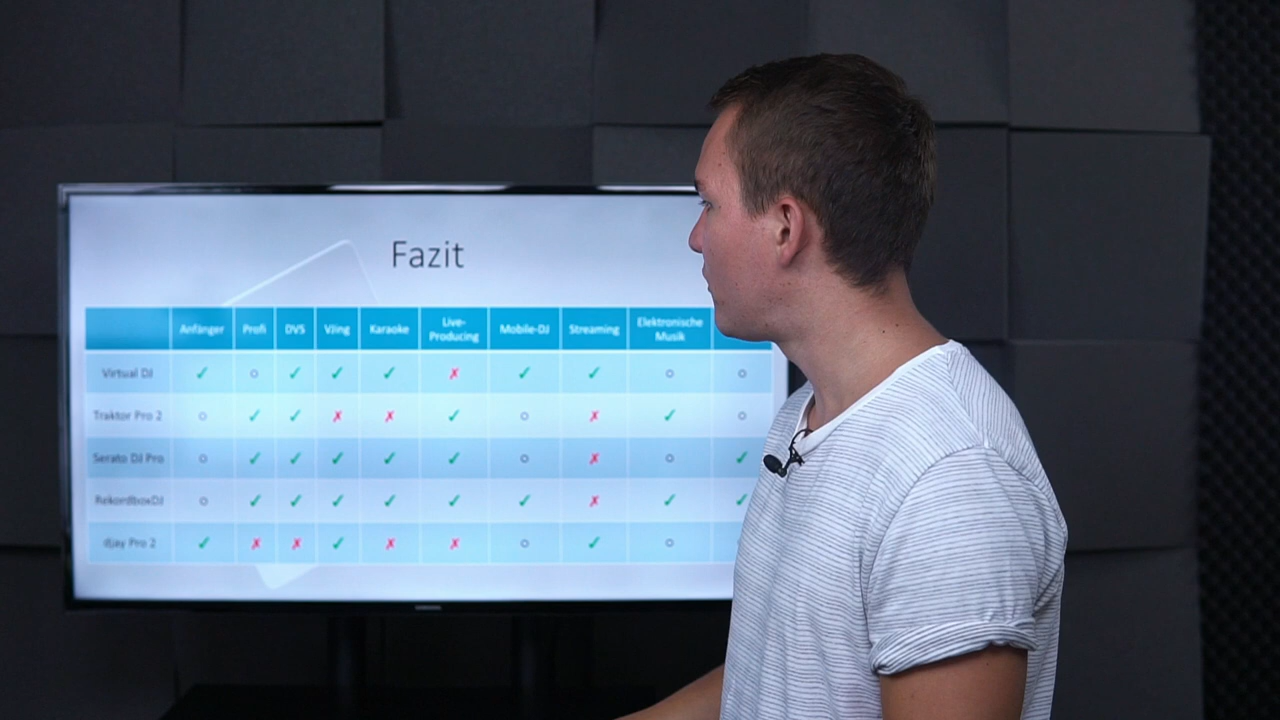 Fazit
Anfänger Profi DVS VJing Karaoke Live-Producing Mobile-DJ Streaming Elektronische Musik
Virtual DJ ✓ ○ ✓ ✓ ✓ ✗ ✓ ✓ ○ ○
Traktor Pro 2 ○ ✓ ✓ ✗ ✗ ✓ ○ ✗ ✓ ○
Serato DJ Pro ○ ✓ ✓ ✓ ✓ ✓ ○ ✗ ○ ✓
RekordboxDJ ○ ✓ ✓ ✓ ✓ ✓ ✓ ✗ ✓ ✓
djay Pro 2 ✓ ✗ ✗ ✓ ✗ ✗ ○ ✓ ○